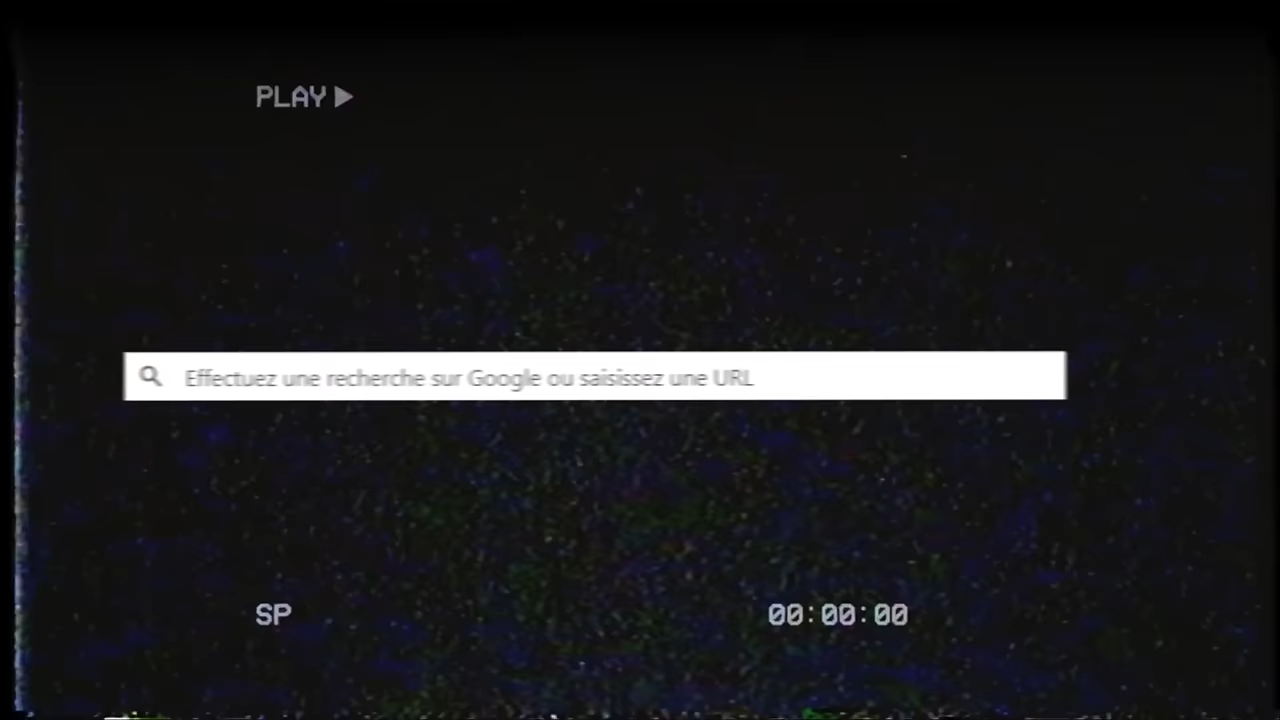 PLAY ▶
Effectuez une recherche sur Google ou saisissez une URL
SP
00:00:00